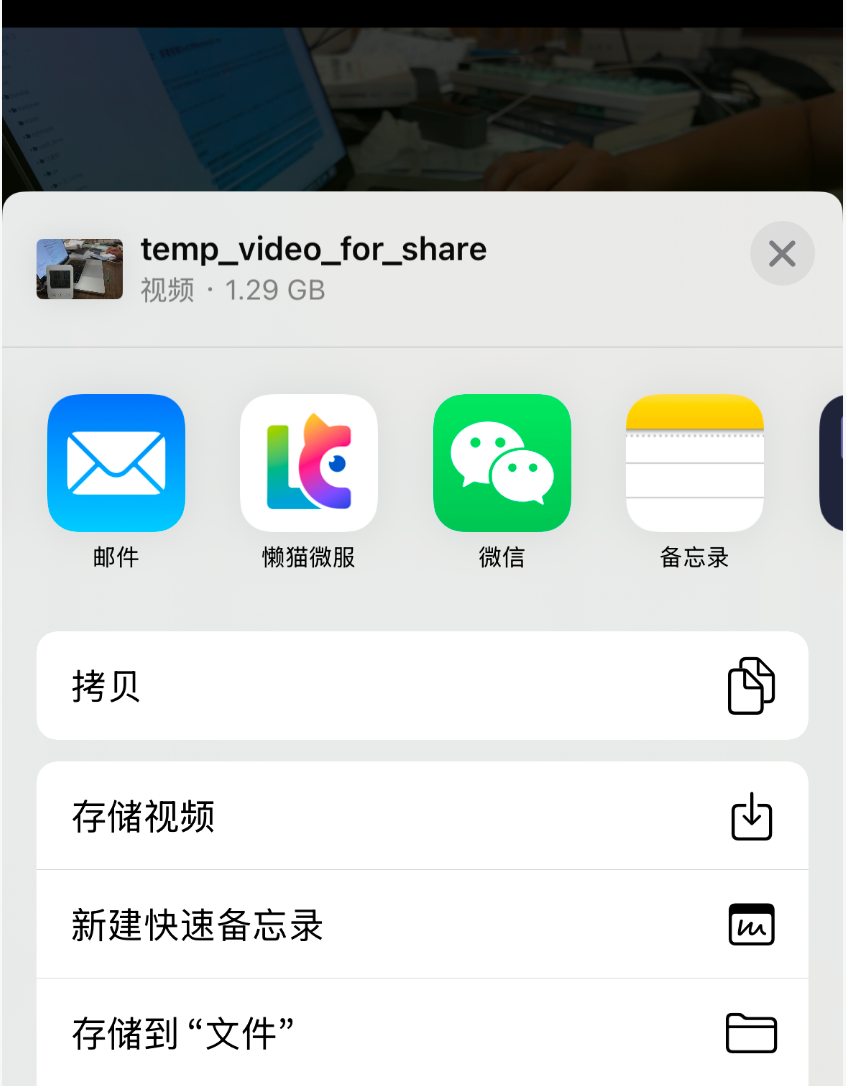 temp_video_for_share
视频 · 1.29 GB
邮件
懒猫微服
微信
备忘录
拷贝
存储视频
新建快速备忘录
存储到“文件”